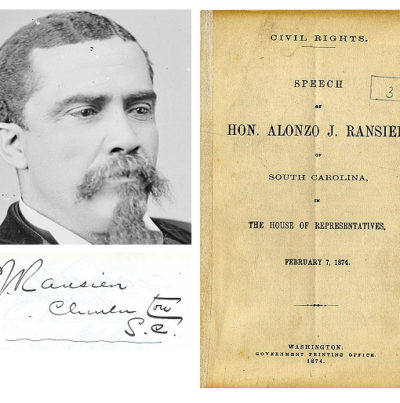 J. Ransier
Charleston
S.C.
CIVIL RIGHTS.
SPEECH
OF
HON. ALONZO J. RANSIER
OF
SOUTH CAROLINA,
IN
THE HOUSE OF REPRESENTATIVES,
FEBRUARY 7, 1874.
3
WASHINGTON.
GOVERNMENT PRINTING OFFICE.
1874.